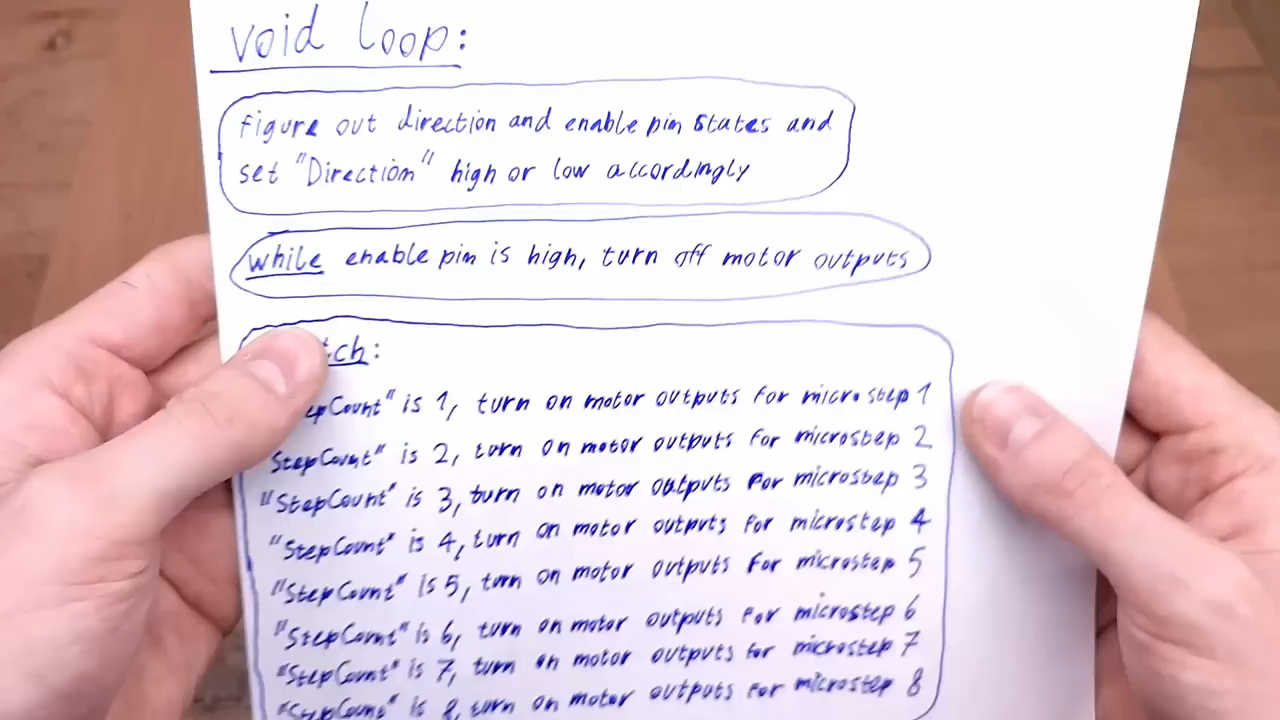 void loop:
figure out direction and enable pin states and
set "Direction" high or low accordingly
while enable pin is high, turn off motor outputs
tch:
epCount" is 1, turn on motor outputs for microstep 1
StepCount" is 2, turn on motor outputs for microstep 2
"StepCount" is 3, turn on motor outputs for microstep 3
"StepCount" is 4, turn on motor outputs for microstep 4
"StepCount" is 5, turn on motor outputs for microstep 5
"StepCount" is 6, turn on motor outputs for microstep 6
"StepCount" is 7, turn on motor outputs for microstep 7
"StepCount" is 8, turn on motor outputs for microstep 8